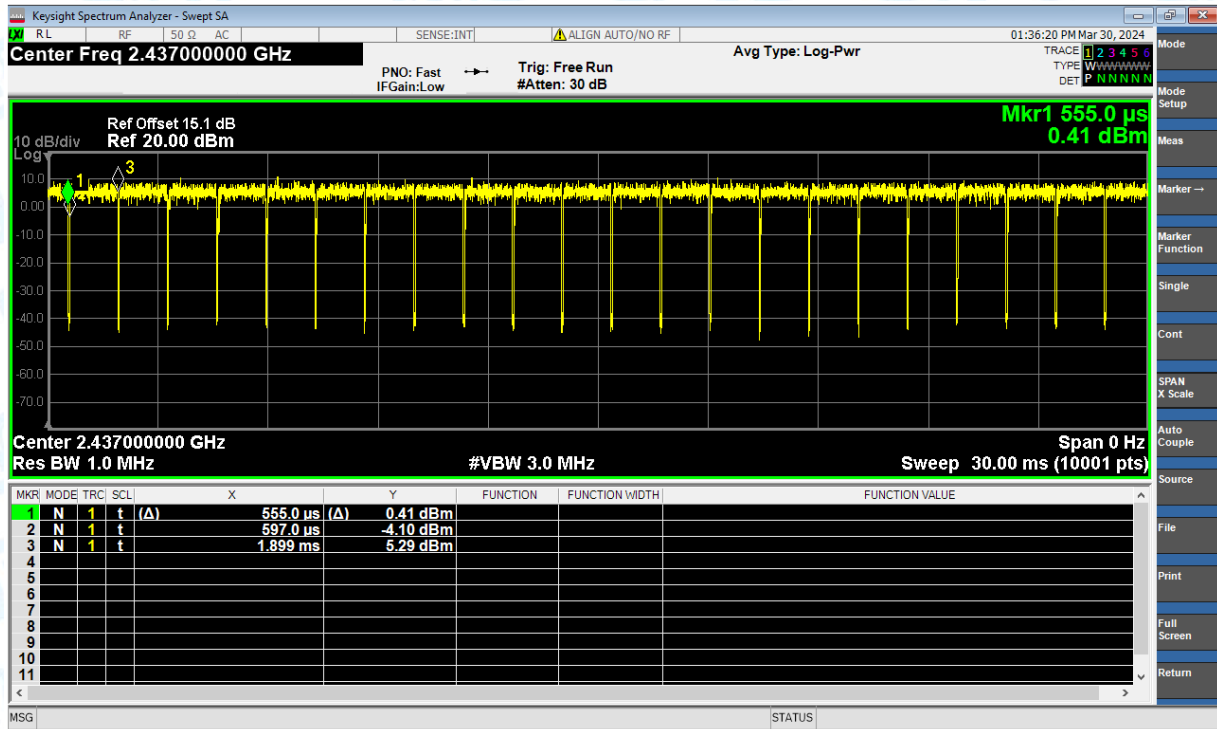 Keysight Spectrum Analyzer - Swept SA
LXI RL RF 50 Ω AC SENSE:INT ALIGN AUTO/NO RF 01:36:20 PM Mar 30, 2024
Center Freq 2.437000000 GHz
Avg Type: Log-Pwr
TRACE 1 2 3 4 5 6
TYPE WWWWWW
DET P N N N N N
PNO: Fast
IFGain:Low
Trig: Free Run
#Atten: 30 dB
Mkr1 555.0 µs
0.41 dBm
Ref Offset 15.1 dB
10 dB/div Ref 20.00 dBm
Log
1
2
3
10.0
0.00
-10.0
-20.0
-30.0
-40.0
-50.0
-60.0
-70.0
Center 2.437000000 GHz Span 0 Hz
Res BW 1.0 MHz #VBW 3.0 MHz Sweep 30.00 ms (10001 pts)
MKR MODE TRC SCL X Y FUNCTION FUNCTION WIDTH FUNCTION VALUE
1 N 1 t (Δ) 555.0 µs (Δ) 0.41 dBm
2 N 1 t 597.0 µs -4.10 dBm
3 N 1 t 1.899 ms 5.29 dBm
4
5
6
7
8
9
10
11
MSG STATUS
Mode
Mode
Setup
Meas
Marker →
Marker
Function
Single
Cont
SPAN
X Scale
Auto
Couple
Source
File
Print
Full
Screen
Return